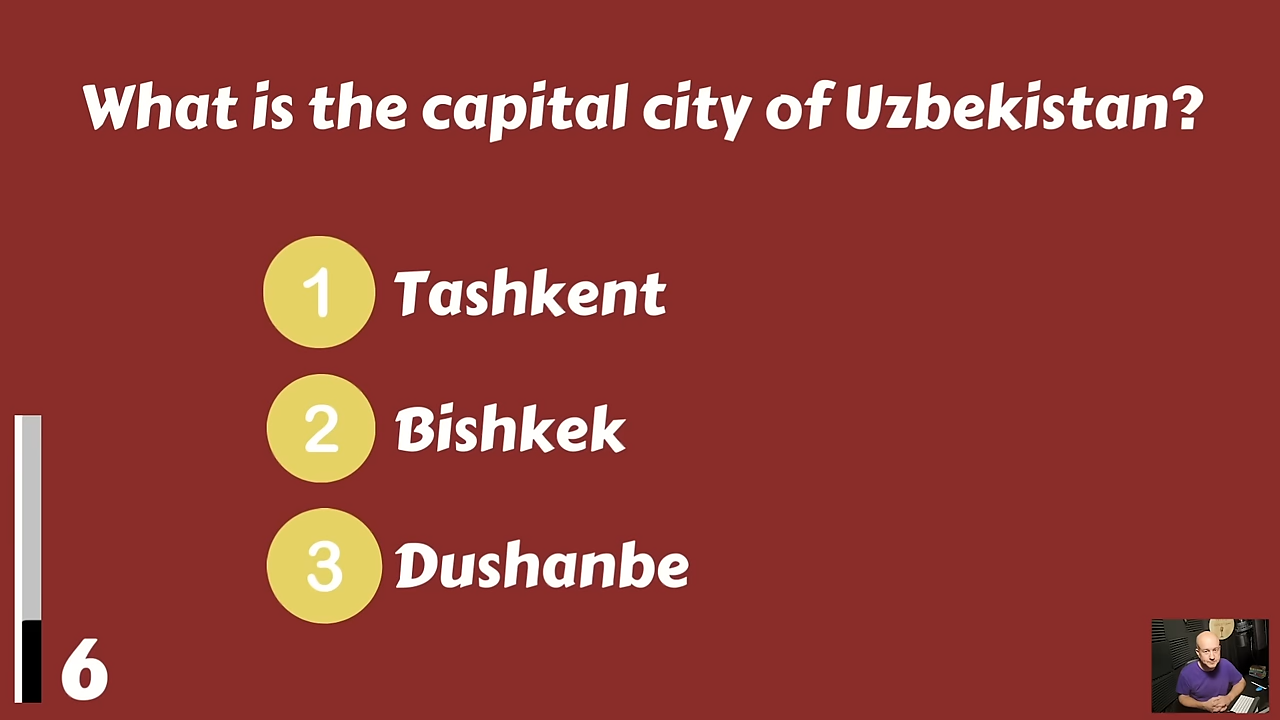 What is the capital city of Uzbekistan?
1 Tashkent
2 Bishkek
3 Dushanbe
6